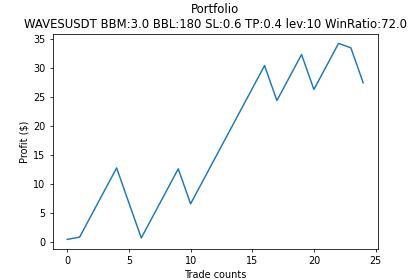 Portfolio
WAVESUSDT BBM:3.0 BBL:180 SL:0.6 TP:0.4 lev:10 WinRatio:72.0
35
30
25
20
15
10
5
0
Profit ($)
0 5 10 15 20 25
Trade counts